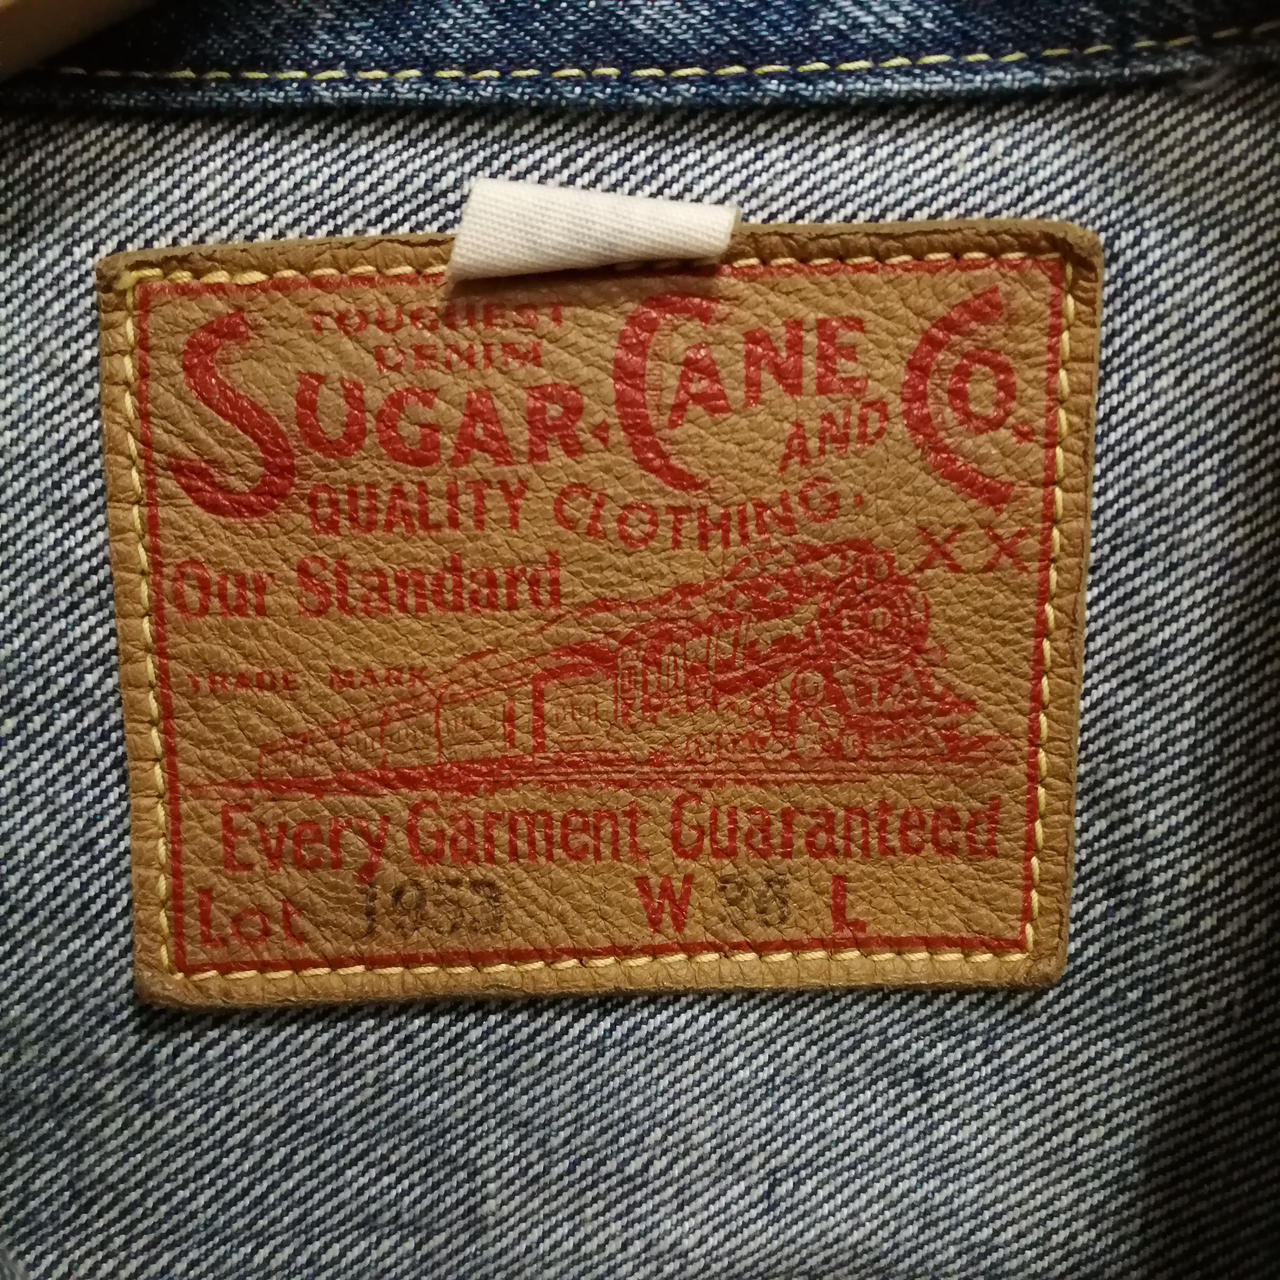 TOUGHEST
DENIM
SUGAR CANE CO.
AND
QUALITY CLOTHING.
XX
Our Standard
TRADE MARK
Every Garment Guaranteed
Lot 1953 W L